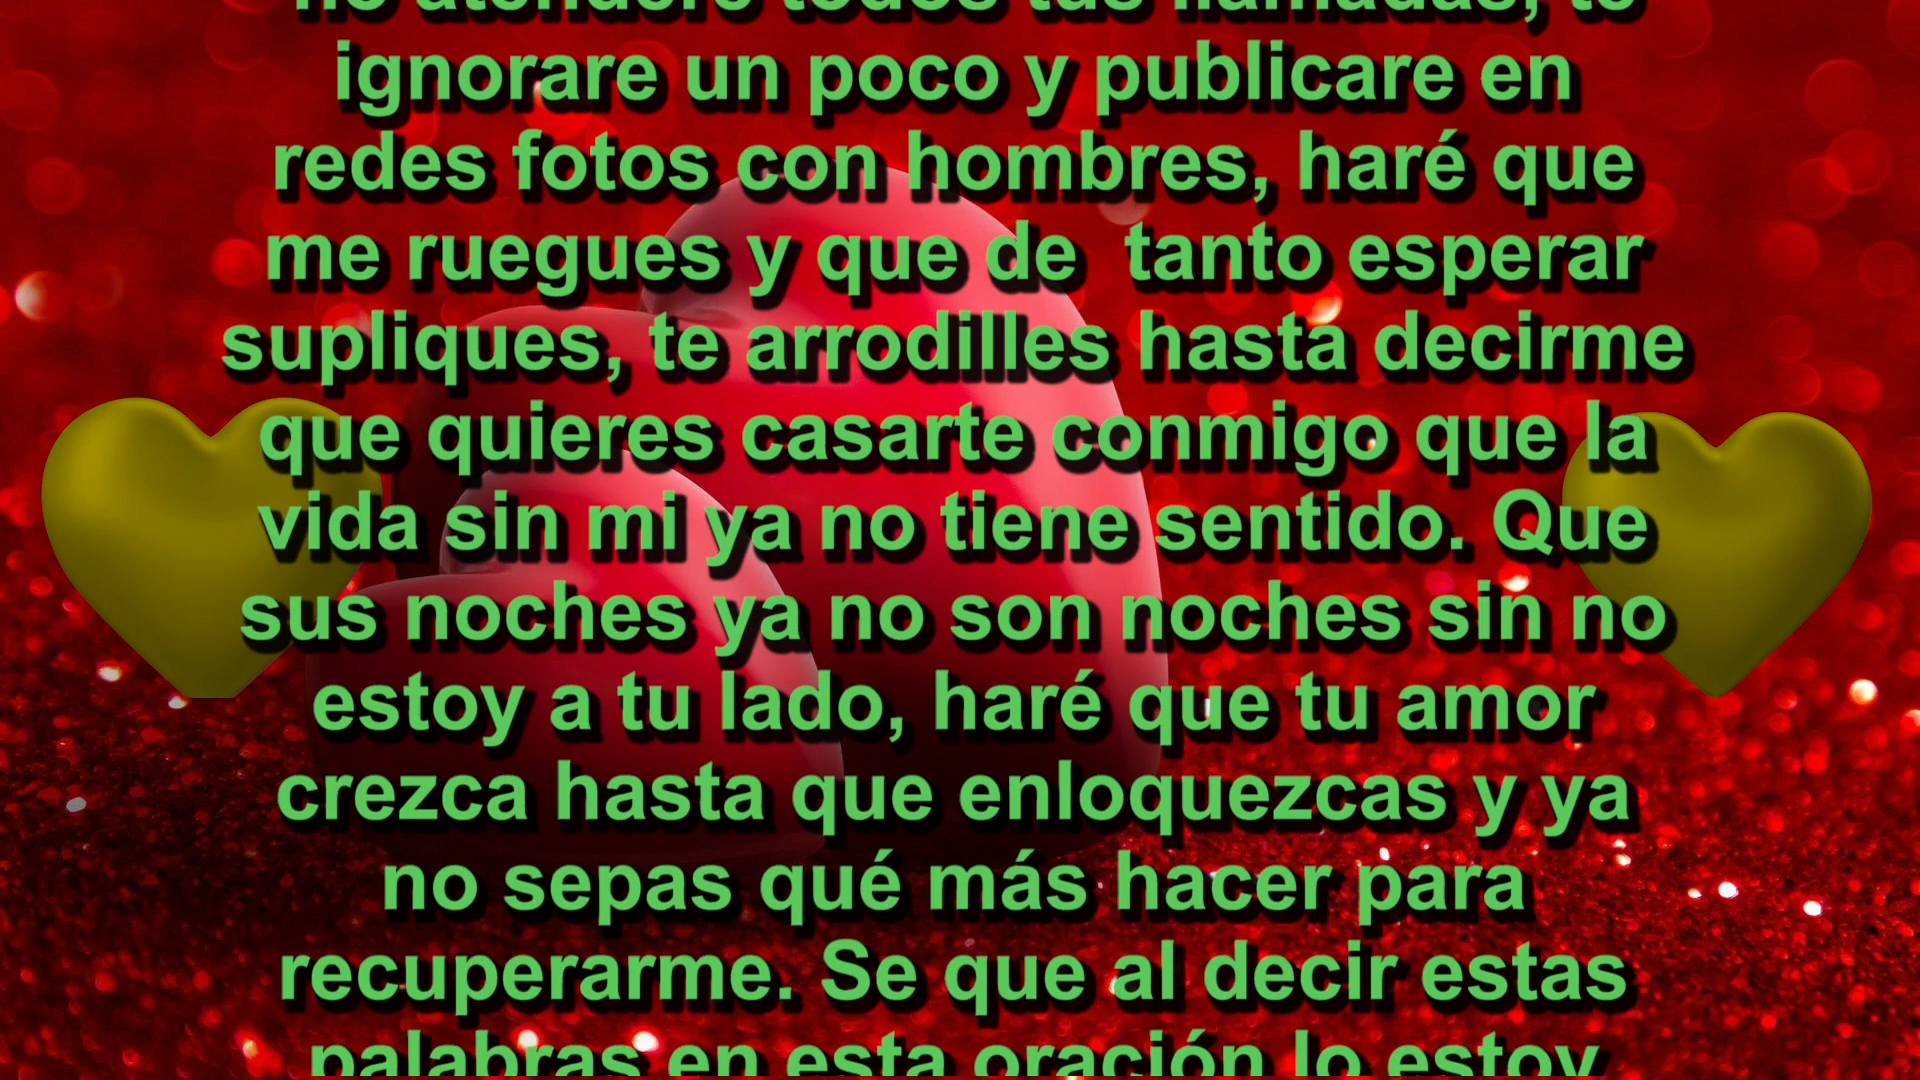 no atenderé todos tus llamadas, te
ignorare un poco y publicare en
redes fotos con hombres, haré que
me ruegues y que de tanto esperar
supliques, te arrodilles hasta decirme
que quieres casarte conmigo que la
vida sin mi ya no tiene sentido. Que
sus noches ya no son noches sin no
estoy a tu lado, haré que tu amor
crezca hasta que enloquezcas y ya
no sepas qué más hacer para
recuperarme. Se que al decir estas
palabras en esta oración lo estoy